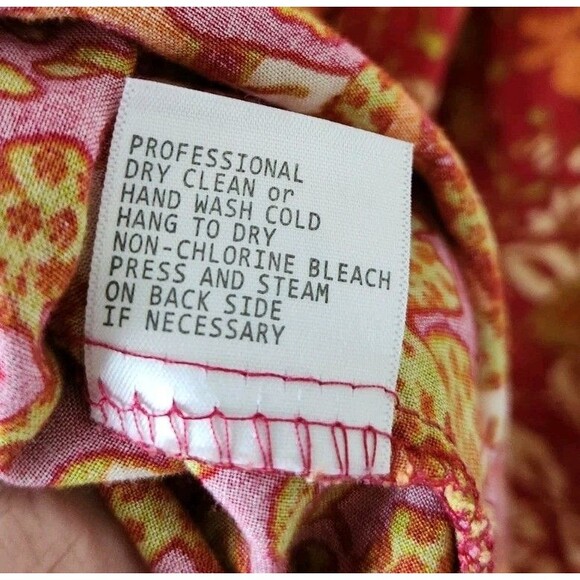 PROFESSIONAL
DRY CLEAN or
HAND WASH COLD
HANG TO DRY
NON-CHLORINE BLEACH
PRESS AND STEAM
ON BACK SIDE
IF NECESSARY